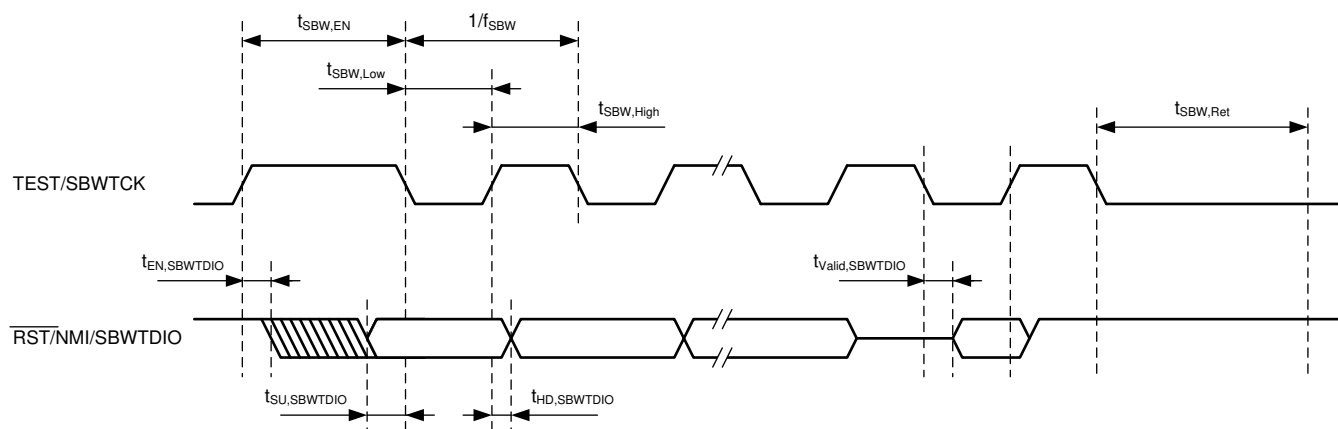 tSBW,EN
1/fSBW
tSBW,Low
tSBW,High
tSBW,Ret
TEST/SBWTCK
tEN,SBWTDIO
tValid,SBWTDIO
RST/NMI/SBWTDIO
tSU,SBWTDIO
tHD,SBWTDIO